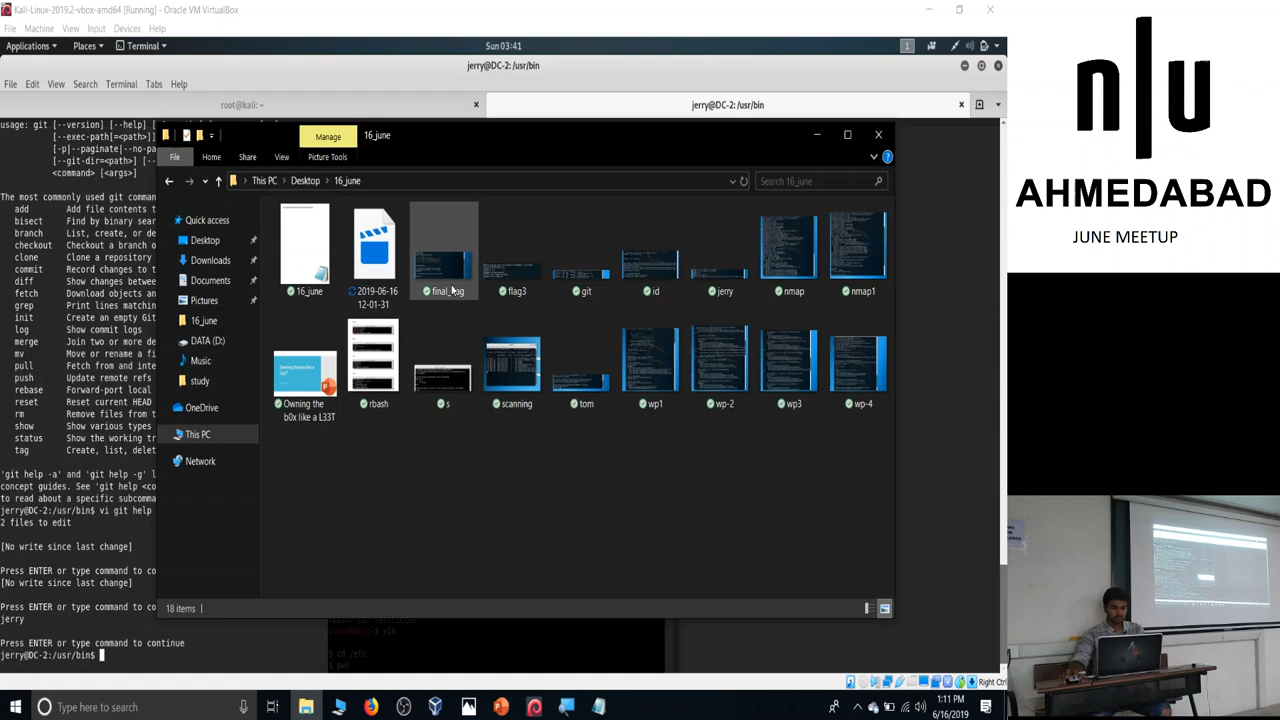 Kali-Linux-2019.2-vbox-amd64 [Running] - Oracle VM VirtualBox
File Machine View Input Devices Help
Applications Places Terminal Sun 03:41 1
jerry@DC-2: /usr/bin
File Edit View Search Terminal Tabs Help
root@kali: ~ jerry@DC-2: /usr/bin
usage: git [--version] [--help] [
[--exec-path[=<path>]] [--
[-p|--paginate|--no-pa
[--git-dir=<path>] [--
<command> [<args>]
The most commonly used git comman
add Add file contents t
bisect Find by binary sear
branch List, create, or de
checkout Checkout a branch o
clone Clone a repository
commit Record changes to t
diff Show changes betwee
fetch Download objects an
grep Print lines matchin
init Create an empty Git
log Show commit logs
merge Join two or more de
mv Move or rename a fi
pull Fetch from and inte
push Update remote refs
rebase Forward-port local
reset Reset current HEAD
rm Remove files from t
show Show various types
status Show the working tr
tag Create, list, delet
'git help -a' and 'git help -g' l
concept guides. See 'git help <co
to read about a specific subcomma
jerry@DC-2:/usr/bin$ vi git help
2 files to edit
[No write since last change]
Press ENTER or type command to co
[No write since last change]
Press ENTER or type command to co
jerry
Press ENTER or type command to continue
jerry@DC-2:/usr/bin$
vim
$ cd /etc
$ pwd
Manage 16_june
File Home Share View Picture Tools
This PC Desktop 16_june Search 16_june
Quick access
Desktop
Downloads
Documents
Pictures
16_june
DATA (D:)
Music
study
OneDrive
This PC
Network
16_june
2019-06-16
12-01-31
flag3
git
id
jerry
nmap
nmap1
Owning the
b0x like a L33T
rbash
s
scanning
tom
wp1
wp-2
wp3
wp-4
18 items
Right Ctrl
Type here to search
1:11 PM
6/16/2019
n|u
AHMEDABAD
JUNE MEETUP